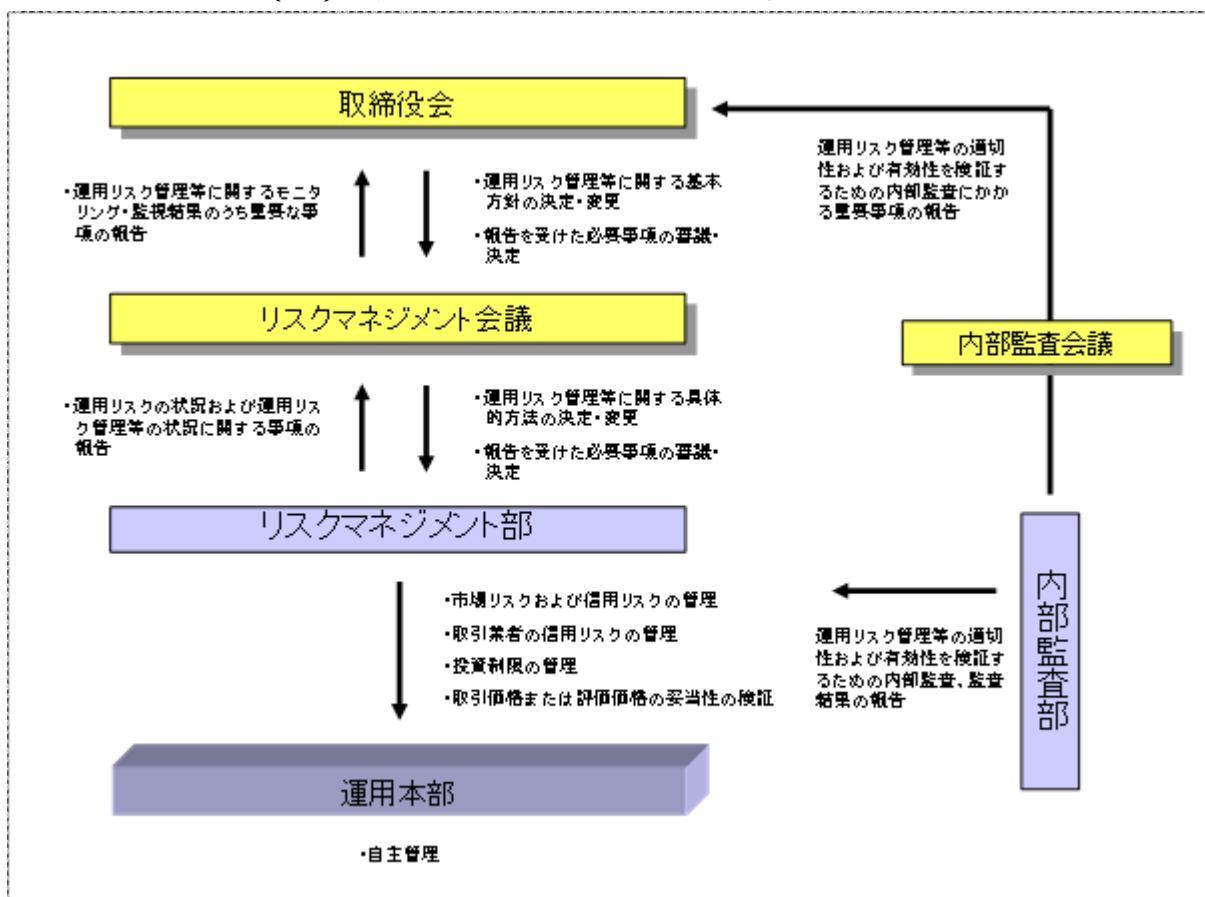 取締役会
・運用リスク管理等に関するモニタ
リング・監視結果のうち重要な事
項の報告
・運用リスク管理等に関する基本
方針の決定・変更
・報告を受けた必要事項の審議・
決定
運用リスク管理等の適切
性および有効性を検証す
るための内部監査にかか
る重要事項の報告
リスクマネジメント会議
内部監査会議
・運用リスクの状況および運用リス
ク管理等の状況に関する事項の
報告
・運用リスク管理等に関する具体
的方法の決定・変更
・報告を受けた必要事項の審議・
決定
リスクマネジメント部
・市場リスクおよび信用リスクの管理
・取引業者の信用リスクの管理
・投資制限の管理
・取引価格または評価価格の妥当性の検証
運用リスク管理等の適切
性および有効性を検証す
るための内部監査、監査
結果の報告
内部監査部
運用本部
・自主管理